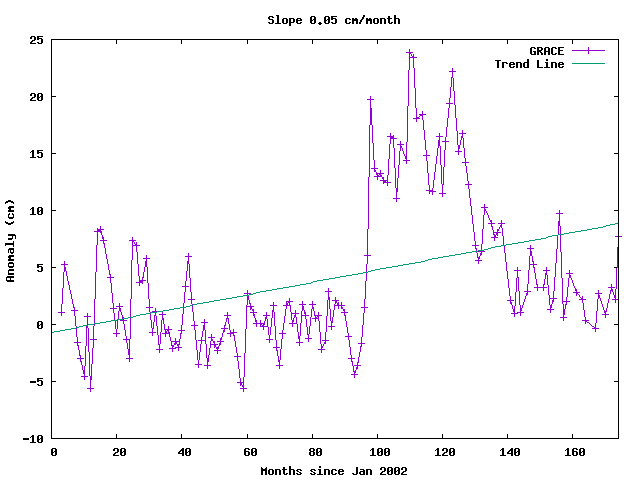 Slope 0.05 cm/month
GRACE
Trend Line
25
20
15
10
5
0
-5
-10
Anomaly (cm)
0 20 40 60 80 100 120 140 160
Months since Jan 2002